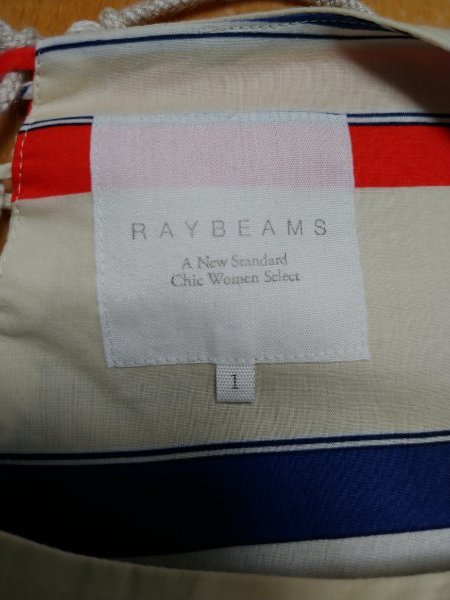 RAYBEAMS
A New Standard
Chic Women Select
1